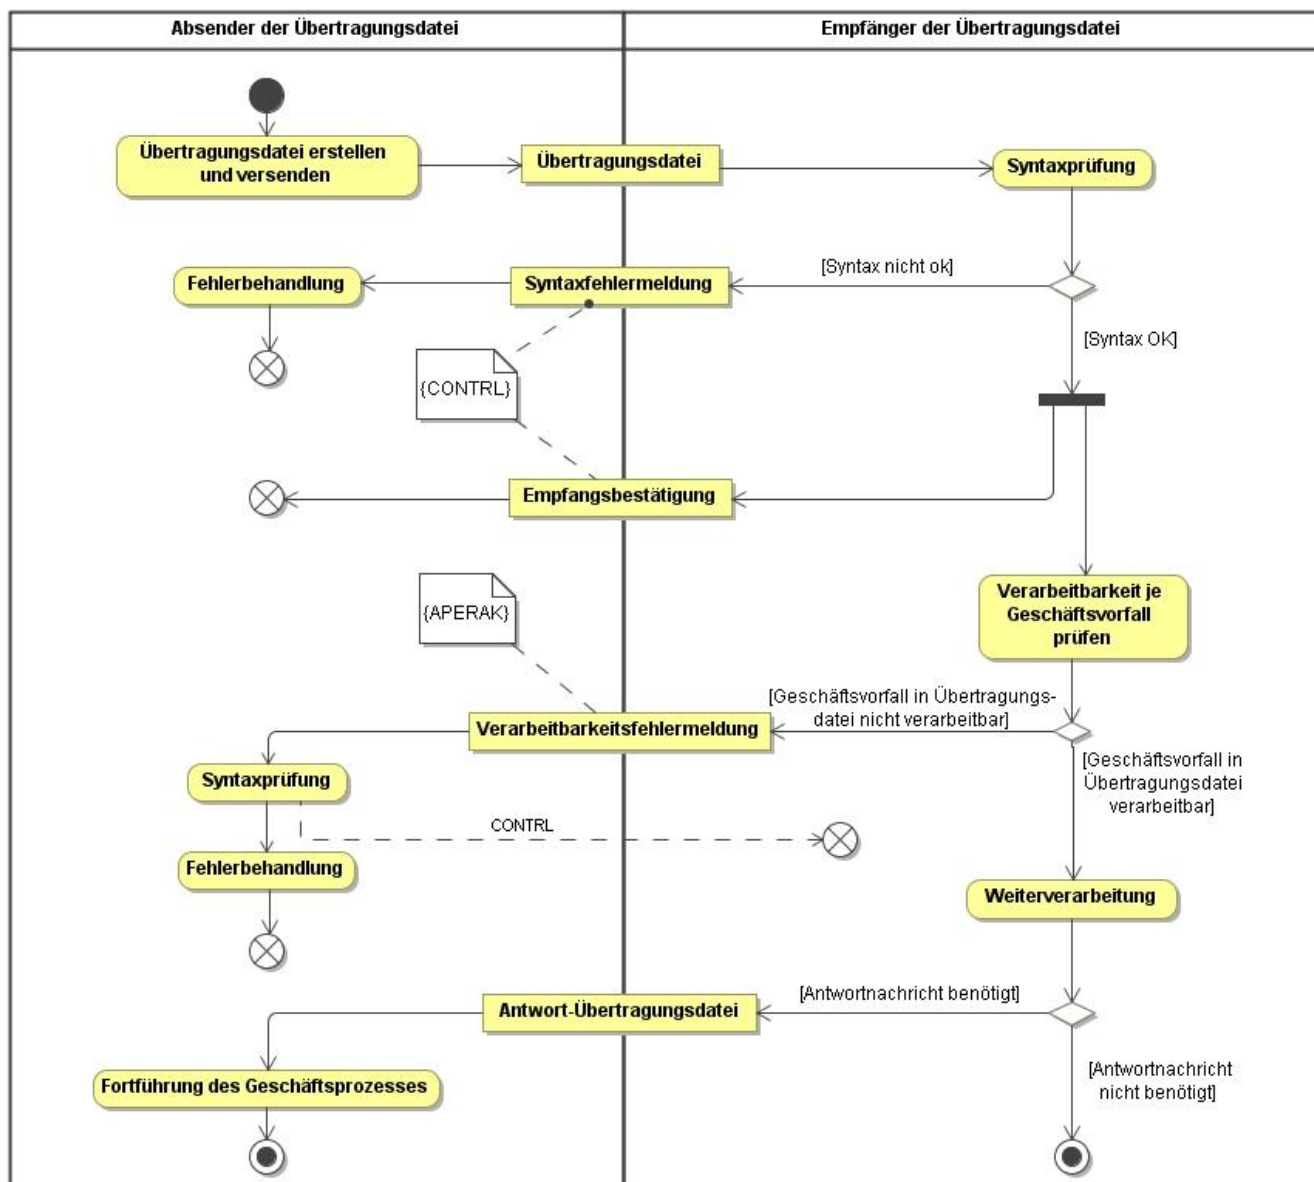 Absender der Übertragungsdatei
Empfänger der Übertragungsdatei
Übertragungsdatei erstellen
und versenden
Übertragungsdatei
Syntaxprüfung
[Syntax nicht ok]
Syntaxfehlermeldung
Fehlerbehandlung
[Syntax OK]
{CONTRL}
Empfangsbestätigung
Verarbeitbarkeit je
Geschäftsvorfall
prüfen
{APERAK}
[Geschäftsvorfall in Übertragungs-
datei nicht verarbeitbar]
Verarbeitbarkeitsfehlermeldung
[Geschäftsvorfall in
Übertragungsdatei
verarbeitbar]
Syntaxprüfung
CONTRL
Fehlerbehandlung
Weiterverarbeitung
[Antwortnachricht benötigt]
Antwort-Übertragungsdatei
[Antwortnachricht
nicht benötigt]
Fortführung des Geschäftsprozesses